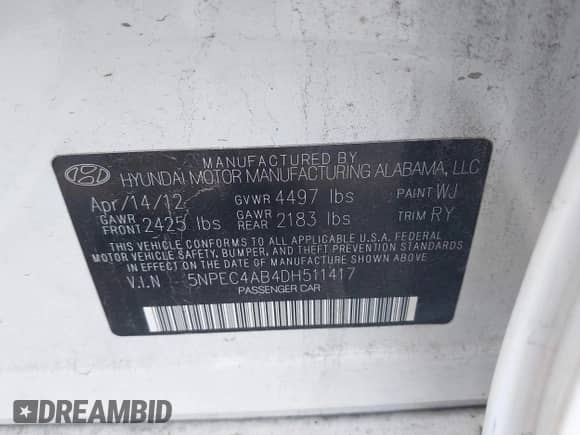 MANUFACTURED BY
HYUNDAI MOTOR MANUFACTURING ALABAMA, LLC
Apr/14/12 GVWR 4497 lbs PAINT WJ
GAWR FRONT 2425 lbs GAWR REAR 2183 lbs TRIM RY
THIS VEHICLE CONFORMS TO ALL APPLICABLE U.S.A. FEDERAL
MOTOR VEHICLE SAFETY, BUMPER, AND THEFT PREVENTION STANDARDS
IN EFFECT ON THE DATE OF MANUFACTURE SHOWN ABOVE.
V.I.N 5NPEC4AB4DH511417
PASSENGER CAR
DREAMBID